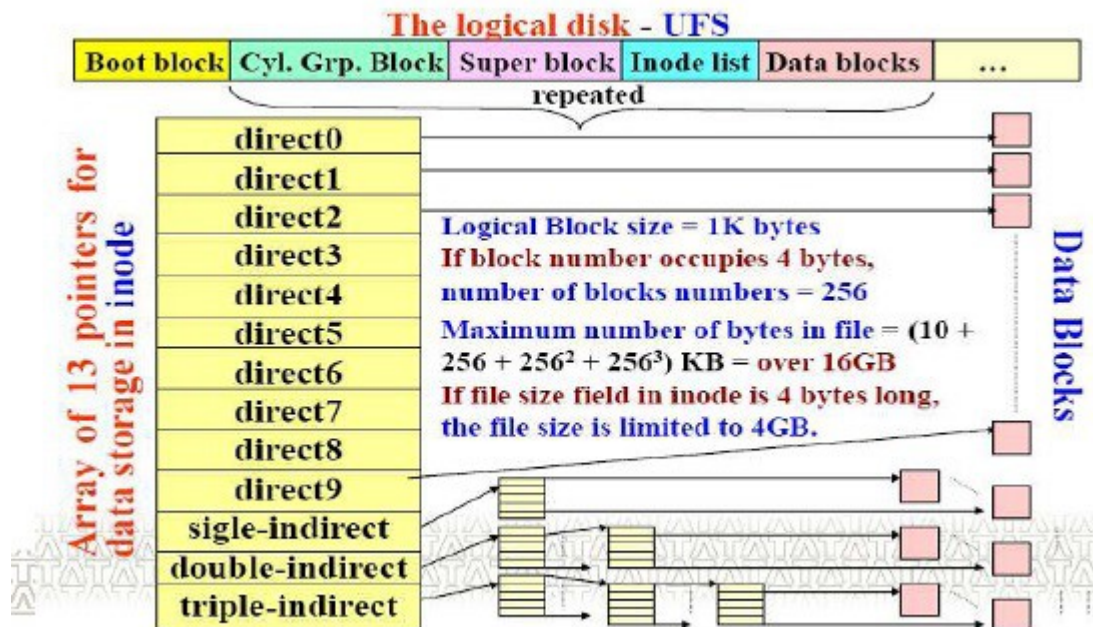 The logical disk - UFS
Boot block Cyl. Grp. Block Super block Inode list Data blocks ...
repeated
Array of 13 pointers for
data storage in inode
direct0
direct1
direct2
direct3
direct4
direct5
direct6
direct7
direct8
direct9
sigle-indirect
double-indirect
triple-indirect
Logical Block size = 1K bytes
If block number occupies 4 bytes,
number of blocks numbers = 256
Maximum number of bytes in file = (10 +
256 + 256² + 256³) KB = over 16GB
If file size field in inode is 4 bytes long,
the file size is limited to 4GB.
Data Blocks